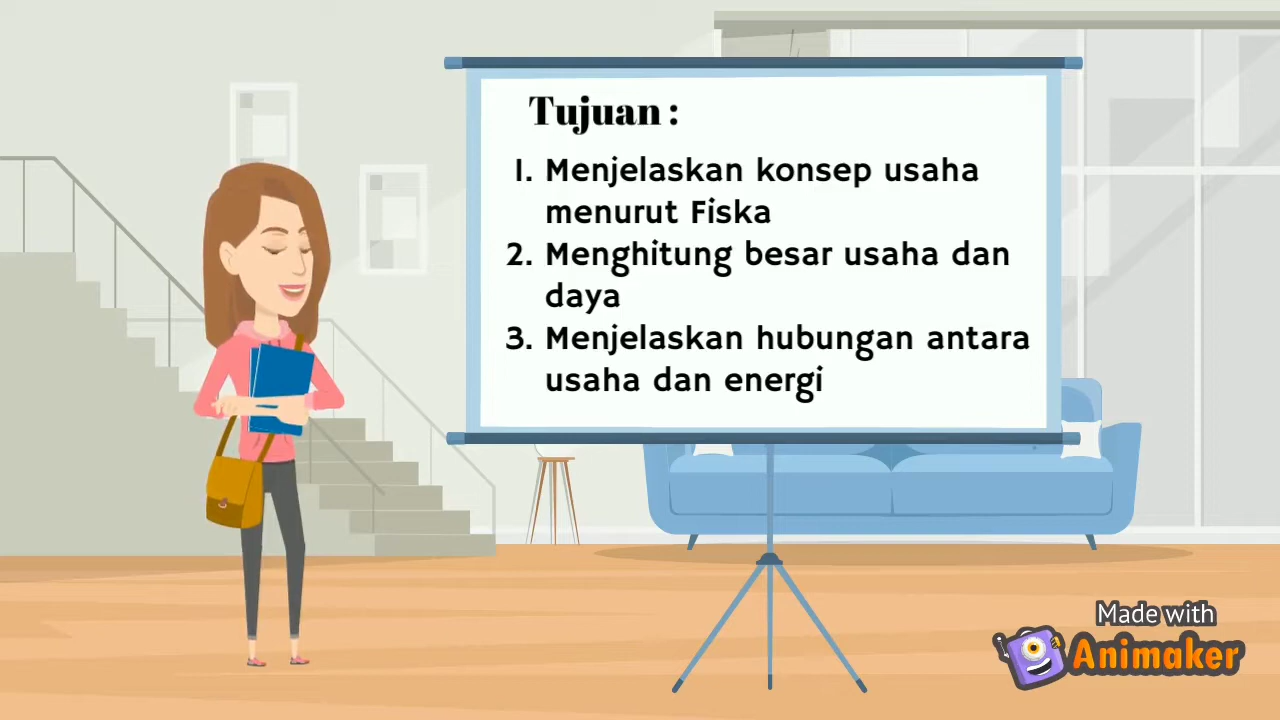 Tujuan :
1. Menjelaskan konsep usaha
menurut Fiska
2. Menghitung besar usaha dan
daya
3. Menjelaskan hubungan antara
usaha dan energi
Made with
Animaker